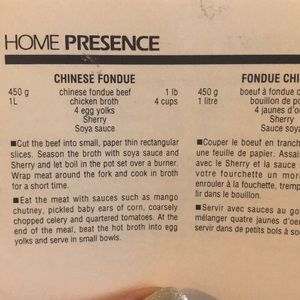 HOME PRESENCE
CHINESE FONDUE
450 g chinese fondue beef 1 lb
1L chicken broth 4 cups
4 egg yolks
Sherry
Soya sauce
■Cut the beef into small, paper thin rectangular
slices. Season the broth with soya sauce and
Sherry and let boil in the pot set over a burner.
Wrap meat around the fork and cook in broth
for a short time.
■Eat the meat with sauces such as mango
chutney, pickled baby ears of corn, coarsely
chopped celery and quartered tomatoes. At the
end of the meal, beat the hot broth into egg
yolks and serve in small bowls.
FONDUE CHI
450 g boeuf à fondue c
1 litre bouillon de po
4 jaunes d'oe
Sherry
Sauce soy
■Couper le boeuf en tranch
une feuille de papier. Assai
avec le Sherry et la sauce
votre fourchette un morc
enrouler à la fouchette, tremp
lir dans le bouillon.
■Servir avec sauces au go
mélanger quatre jaunes d'oe
servir dans de petits bols à so